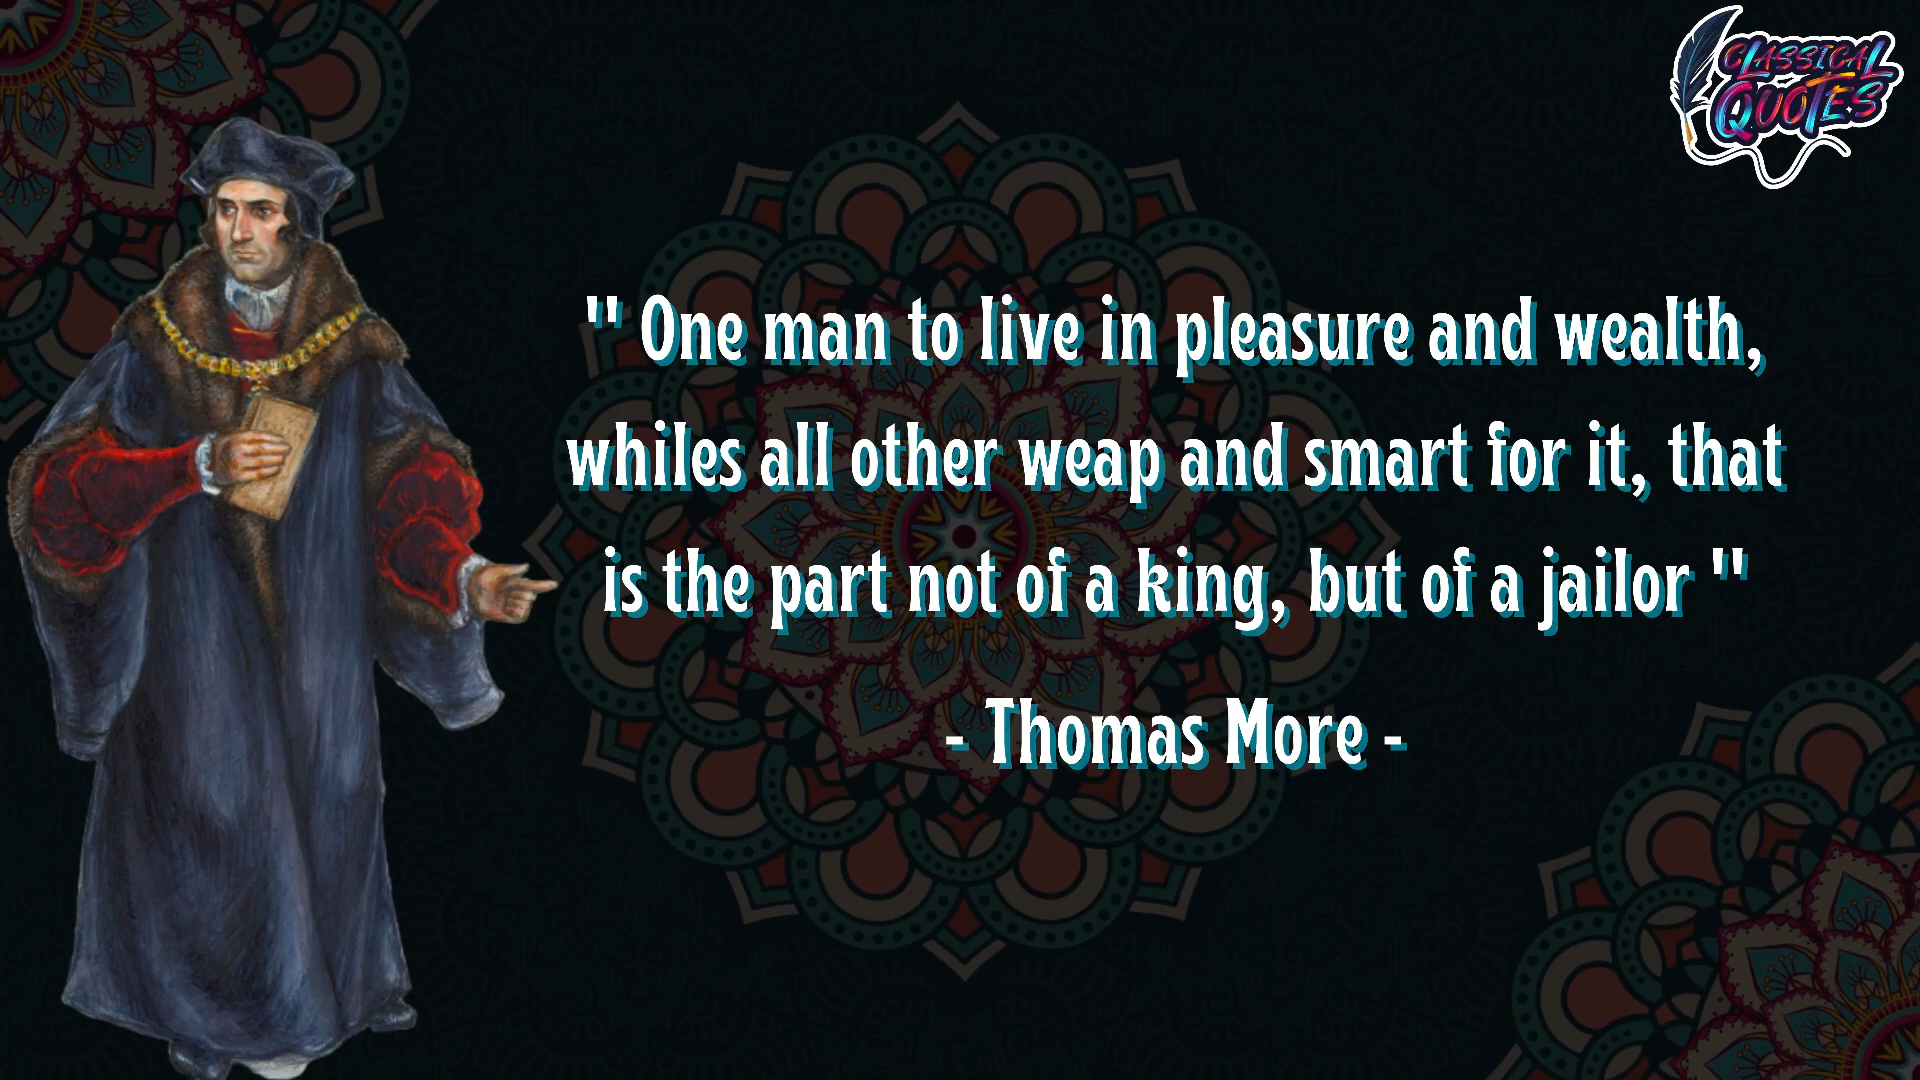 CLASSICAL
QUOTES
" One man to live in pleasure and wealth,
whiles all other weap and smart for it, that
is the part not of a king, but of a jailor "
- Thomas More -